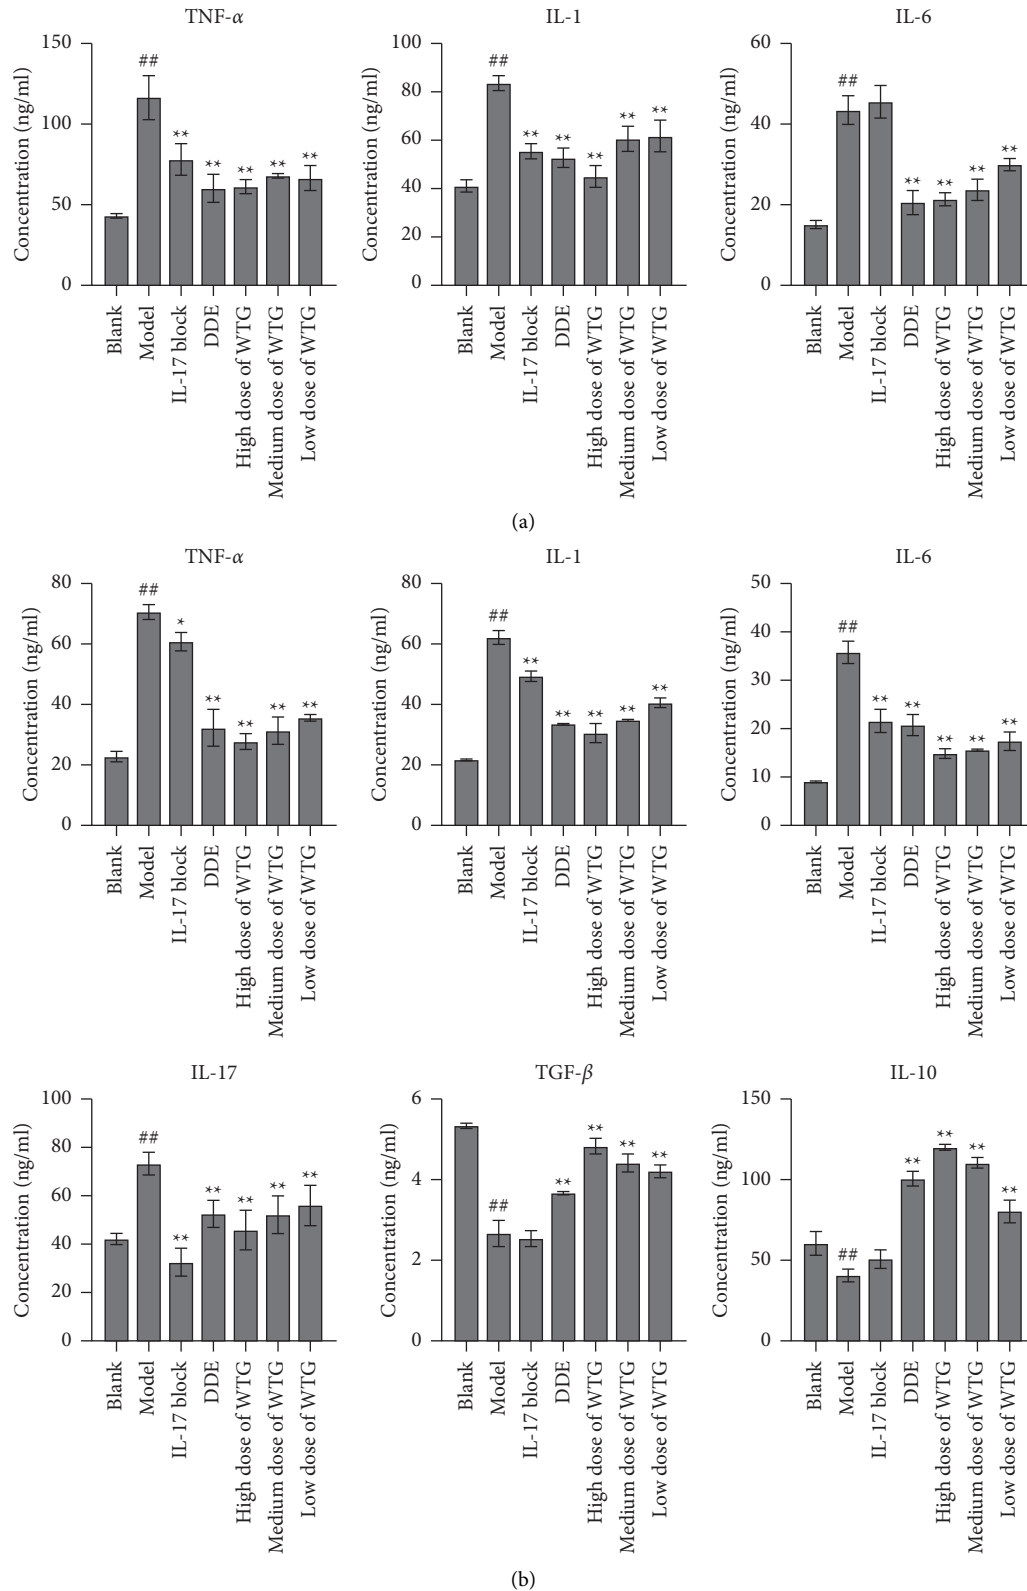 TNF-α
Concentration (ng/ml)
150
100
50
0
##
**
**
**
**
**
Blank
Model
IL-17 block
DDE
High dose of WTG
Medium dose of WTG
Low dose of WTG
IL-1
Concentration (ng/ml)
100
80
60
40
20
0
##
**
**
**
**
**
Blank
Model
IL-17 block
DDE
High dose of WTG
Medium dose of WTG
Low dose of WTG
IL-6
Concentration (ng/ml)
60
40
20
0
##
**
**
**
**
Blank
Model
IL-17 block
DDE
High dose of WTG
Medium dose of WTG
Low dose of WTG
(a)
TNF-α
Concentration (ng/ml)
80
60
40
20
0
##
*
**
**
**
**
Blank
Model
IL-17 block
DDE
High dose of WTG
Medium dose of WTG
Low dose of WTG
IL-1
Concentration (ng/ml)
80
60
40
20
0
##
**
**
**
**
**
Blank
Model
IL-17 block
DDE
High dose of WTG
Medium dose of WTG
Low dose of WTG
IL-6
Concentration (ng/ml)
50
40
30
20
10
0
##
**
**
**
**
**
Blank
Model
IL-17 block
DDE
High dose of WTG
Medium dose of WTG
Low dose of WTG
IL-17
Concentration (ng/ml)
100
80
60
40
20
0
##
**
**
**
**
**
Blank
Model
IL-17 block
DDE
High dose of WTG
Medium dose of WTG
Low dose of WTG
TGF-β
Concentration (ng/ml)
6
4
2
0
##
**
**
**
**
Blank
Model
IL-17 block
DDE
High dose of WTG
Medium dose of WTG
Low dose of WTG
IL-10
Concentration (ng/ml)
150
100
50
0
##
**
**
**
**
Blank
Model
IL-17 block
DDE
High dose of WTG
Medium dose of WTG
Low dose of WTG
(b)